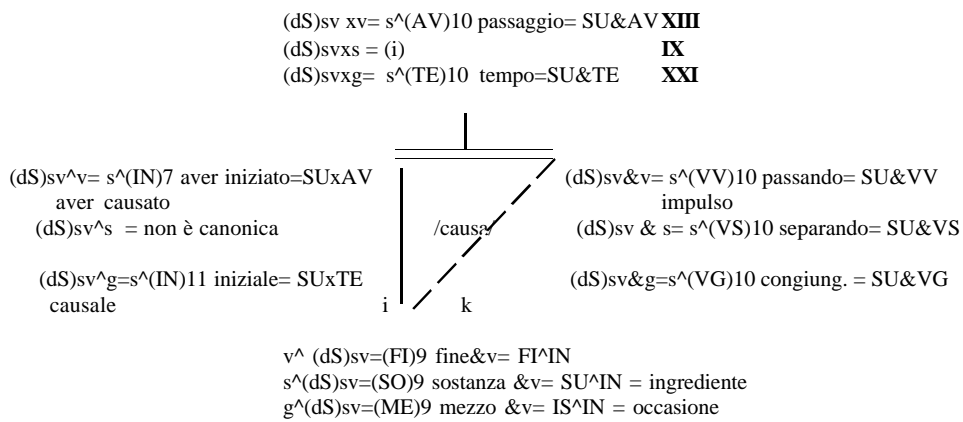 (dS)sv xv= s^(AV)10 passaggio= SU&AV XIII
(dS)svxs = (i) IX
(dS)svxg= s^(TE)10 tempo=SU&TE XXI
(dS)sv^v= s^(IN)7 aver iniziato=SUxAV
aver causato
(dS)sv^s = non è canonica
(dS)sv^g=s^(IN)11 iniziale= SUxTE
causale
/causa/
i k
(dS)sv&v= s^(VV)10 passando= SU&VV
impulso
(dS)sv & s= s^(VS)10 separando= SU&VS
(dS)sv&g=s^(VG)10 congiung. = SU&VG
v^ (dS)sv=(FI)9 fine&v= FI^IN
s^(dS)sv=(SO)9 sostanza &v= SU^IN = ingrediente
g^(dS)sv=(ME)9 mezzo &v= IS^IN = occasione